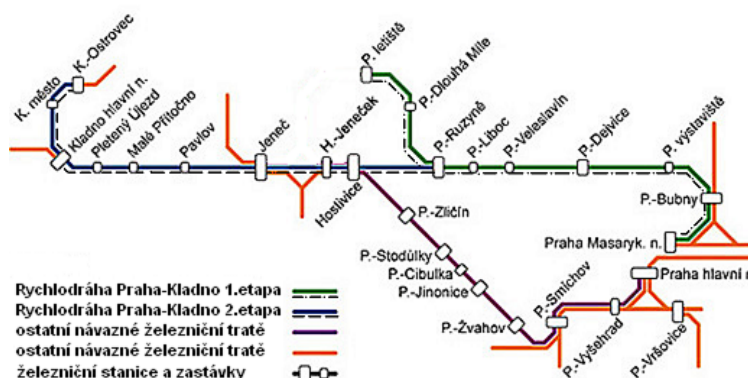 K.-Ostrovec
K. město
Kladno hlavní n.
Pletený Újezd
Malé Přítočno
Pavlov
Jeneč
H.-Jeneček
Hostivice
P. letiště
P.-Dlouhá Míle
P.-Ruzyně
P.-Liboc
P.-Veleslavín
P.-Dejvice
P. výstaviště
P.-Bubny
Praha Masaryk. n.
P.-Zličín
P.-Stodůlky
P.-Cibulka
P.-Jinonice
P.-Žvahov
P.-Smíchov
P.-Vyšehrad
P.-Vršovice
Praha hlavní n
Rychlodráha Praha-Kladno 1.etapa
Rychlodráha Praha-Kladno 2.etapa
ostatní návazné železniční tratě
ostatní návazné železniční tratě
železniční stanice a zastávky